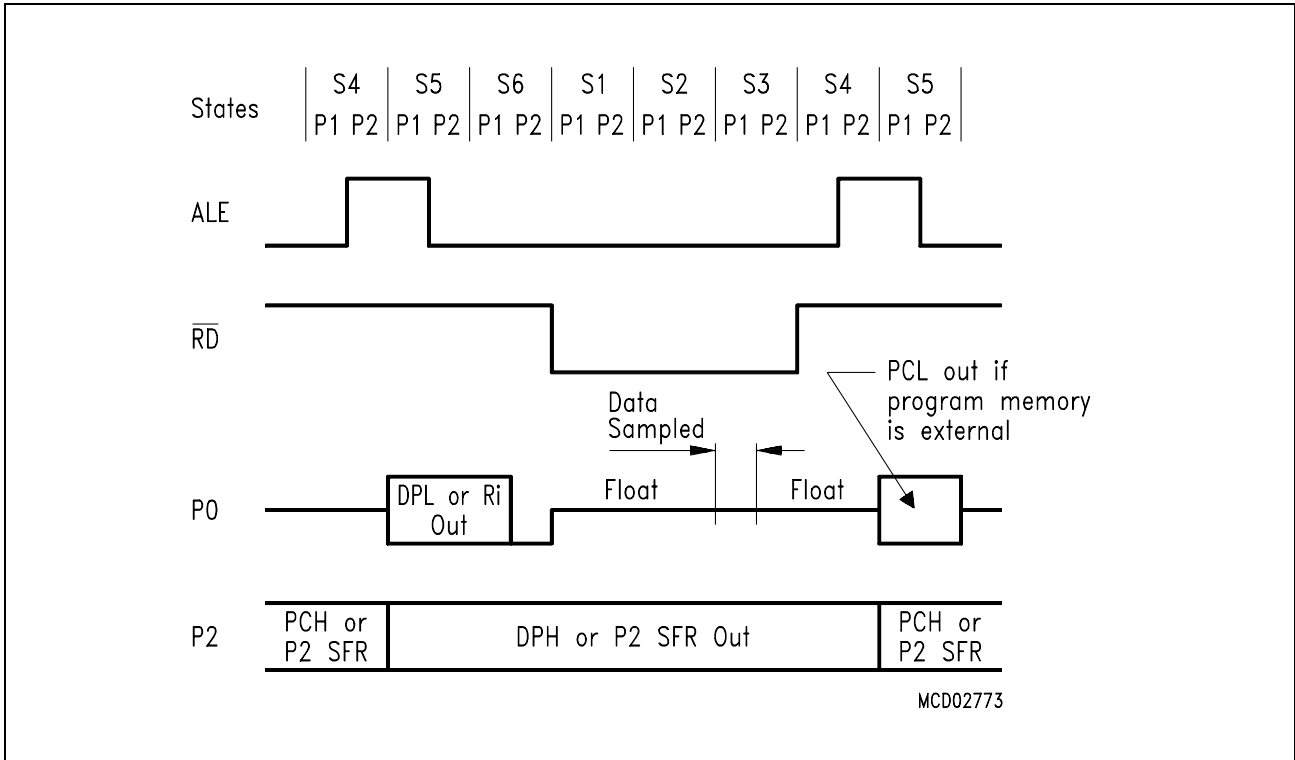 States
S4 S5 S6 S1 S2 S3 S4 S5
P1 P2 P1 P2 P1 P2 P1 P2 P1 P2 P1 P2 P1 P2 P1 P2
ALE
RD
PCL out if
program memory
is external
Data
Sampled
Float
Float
P0
DPL or Ri
Out
P2
PCH or
P2 SFR
DPH or P2 SFR Out
PCH or
P2 SFR
MCD02773